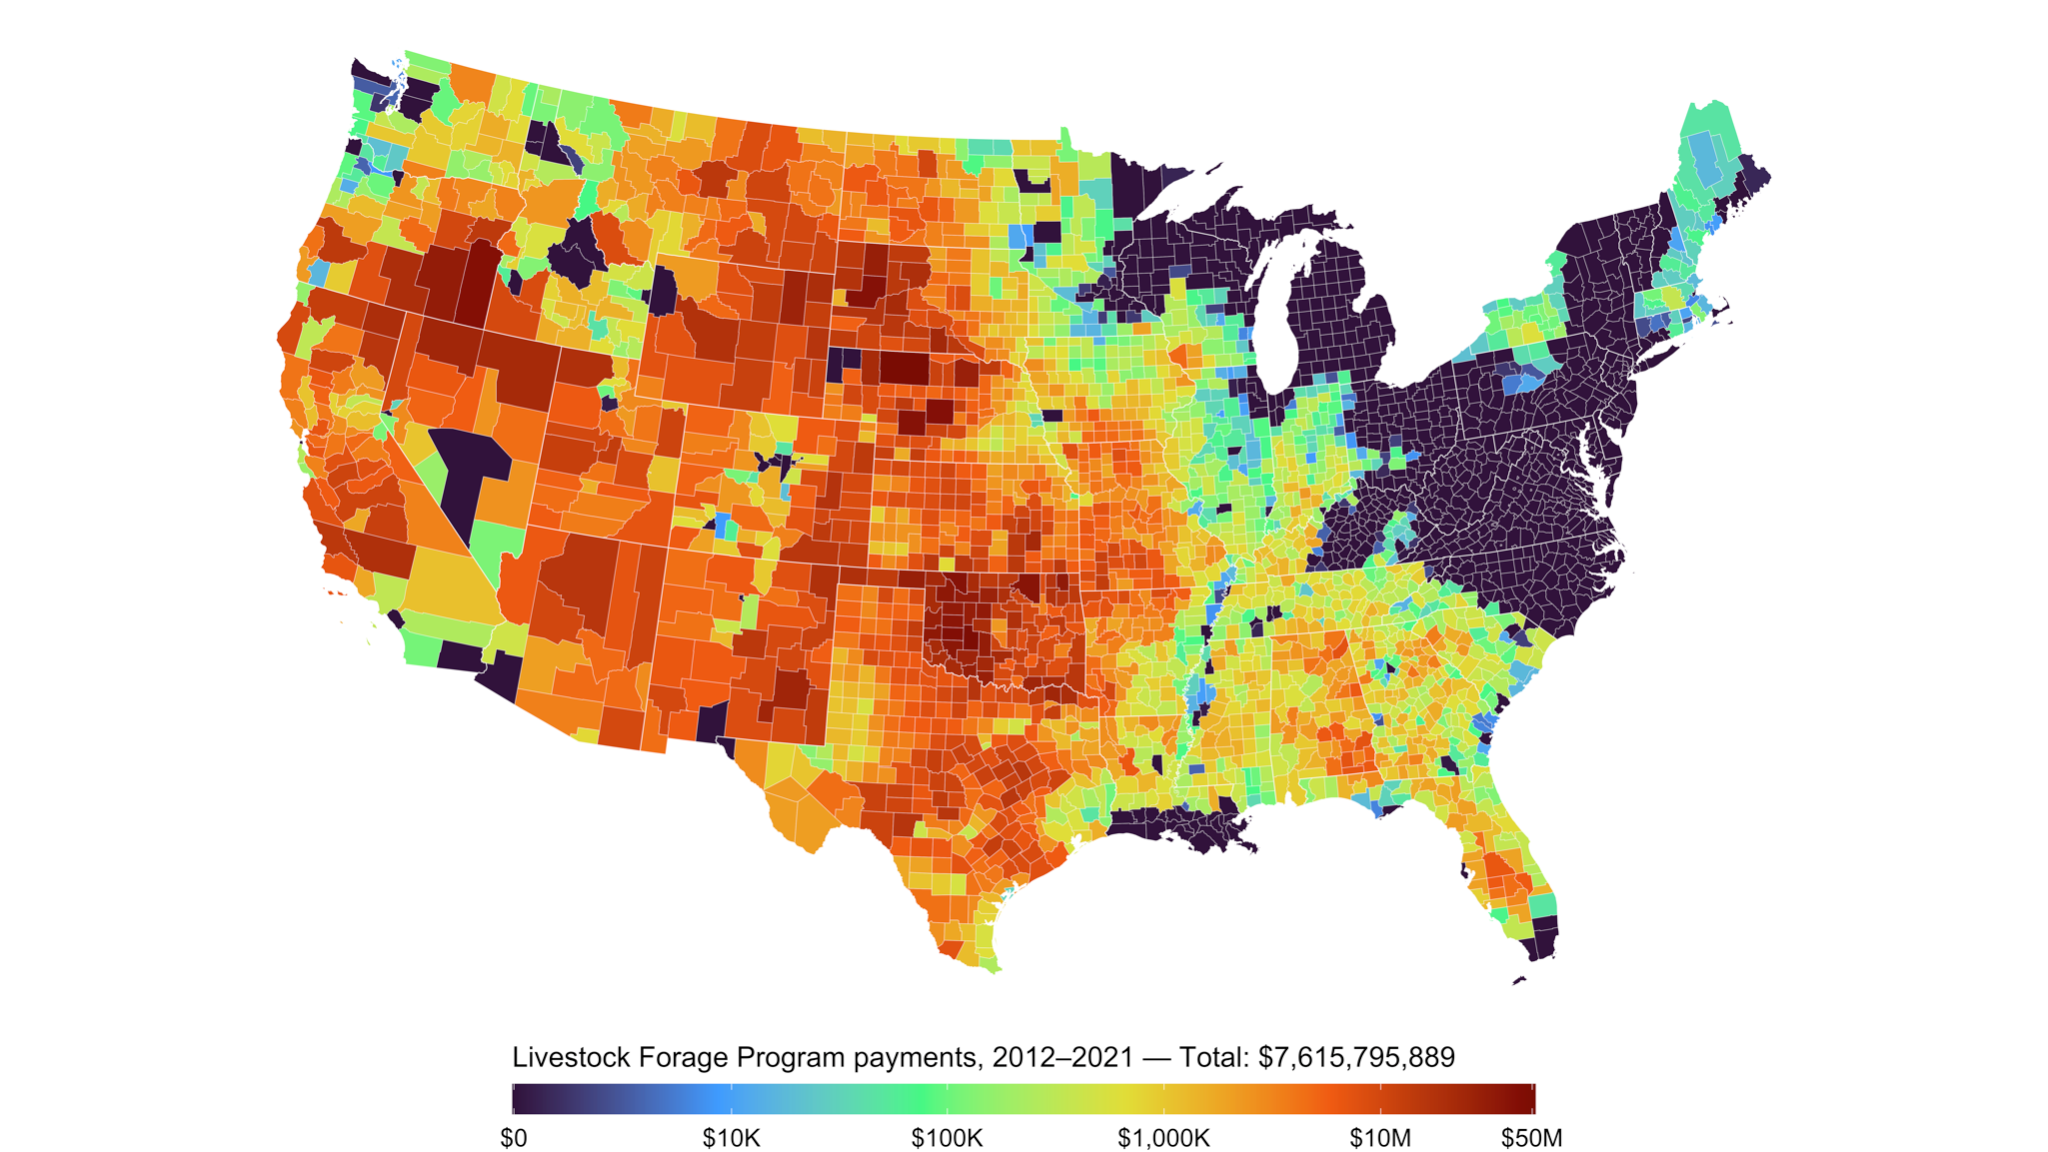 Livestock Forage Program payments, 2012–2021 — Total: $7,615,795,889
$0 $10K $100K $1,000K $10M $50M